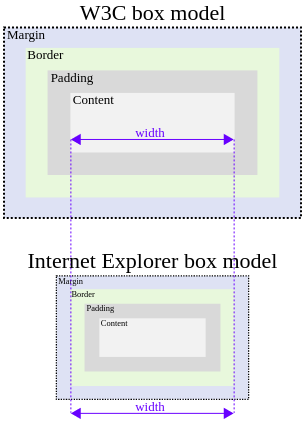 W3C box model
Margin
Border
Padding
Content
width
Internet Explorer box model
Margin
Border
Padding
Content
width